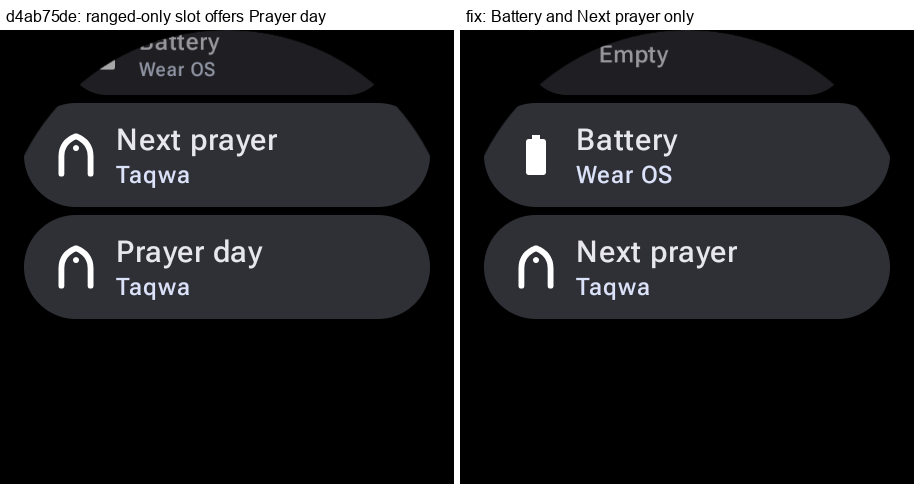 d4ab75de: ranged-only slot offers Prayer day
Battery
Wear OS
Next prayer
Taqwa
Prayer day
Taqwa
fix: Battery and Next prayer only
Empty
Battery
Wear OS
Next prayer
Taqwa